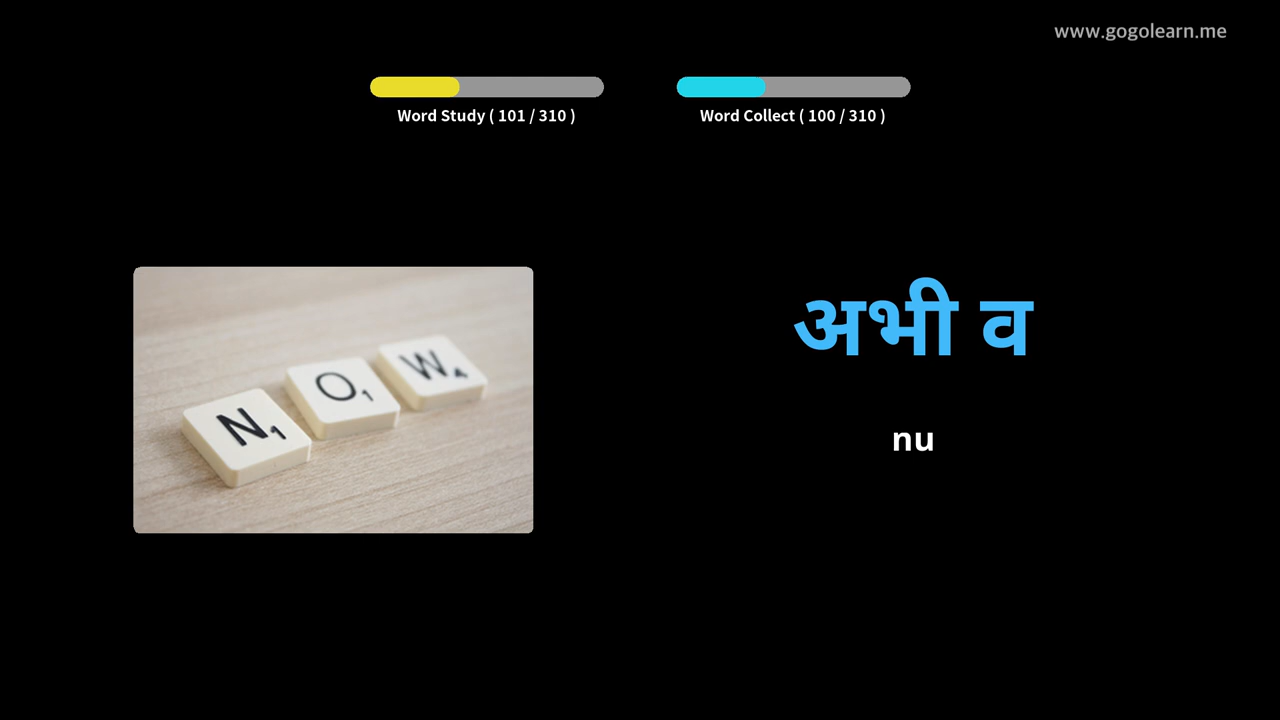 www.gogolearn.me
Word Study ( 101 / 310 )
Word Collect ( 100 / 310 )
N1 O1 W4
अभी व
nu